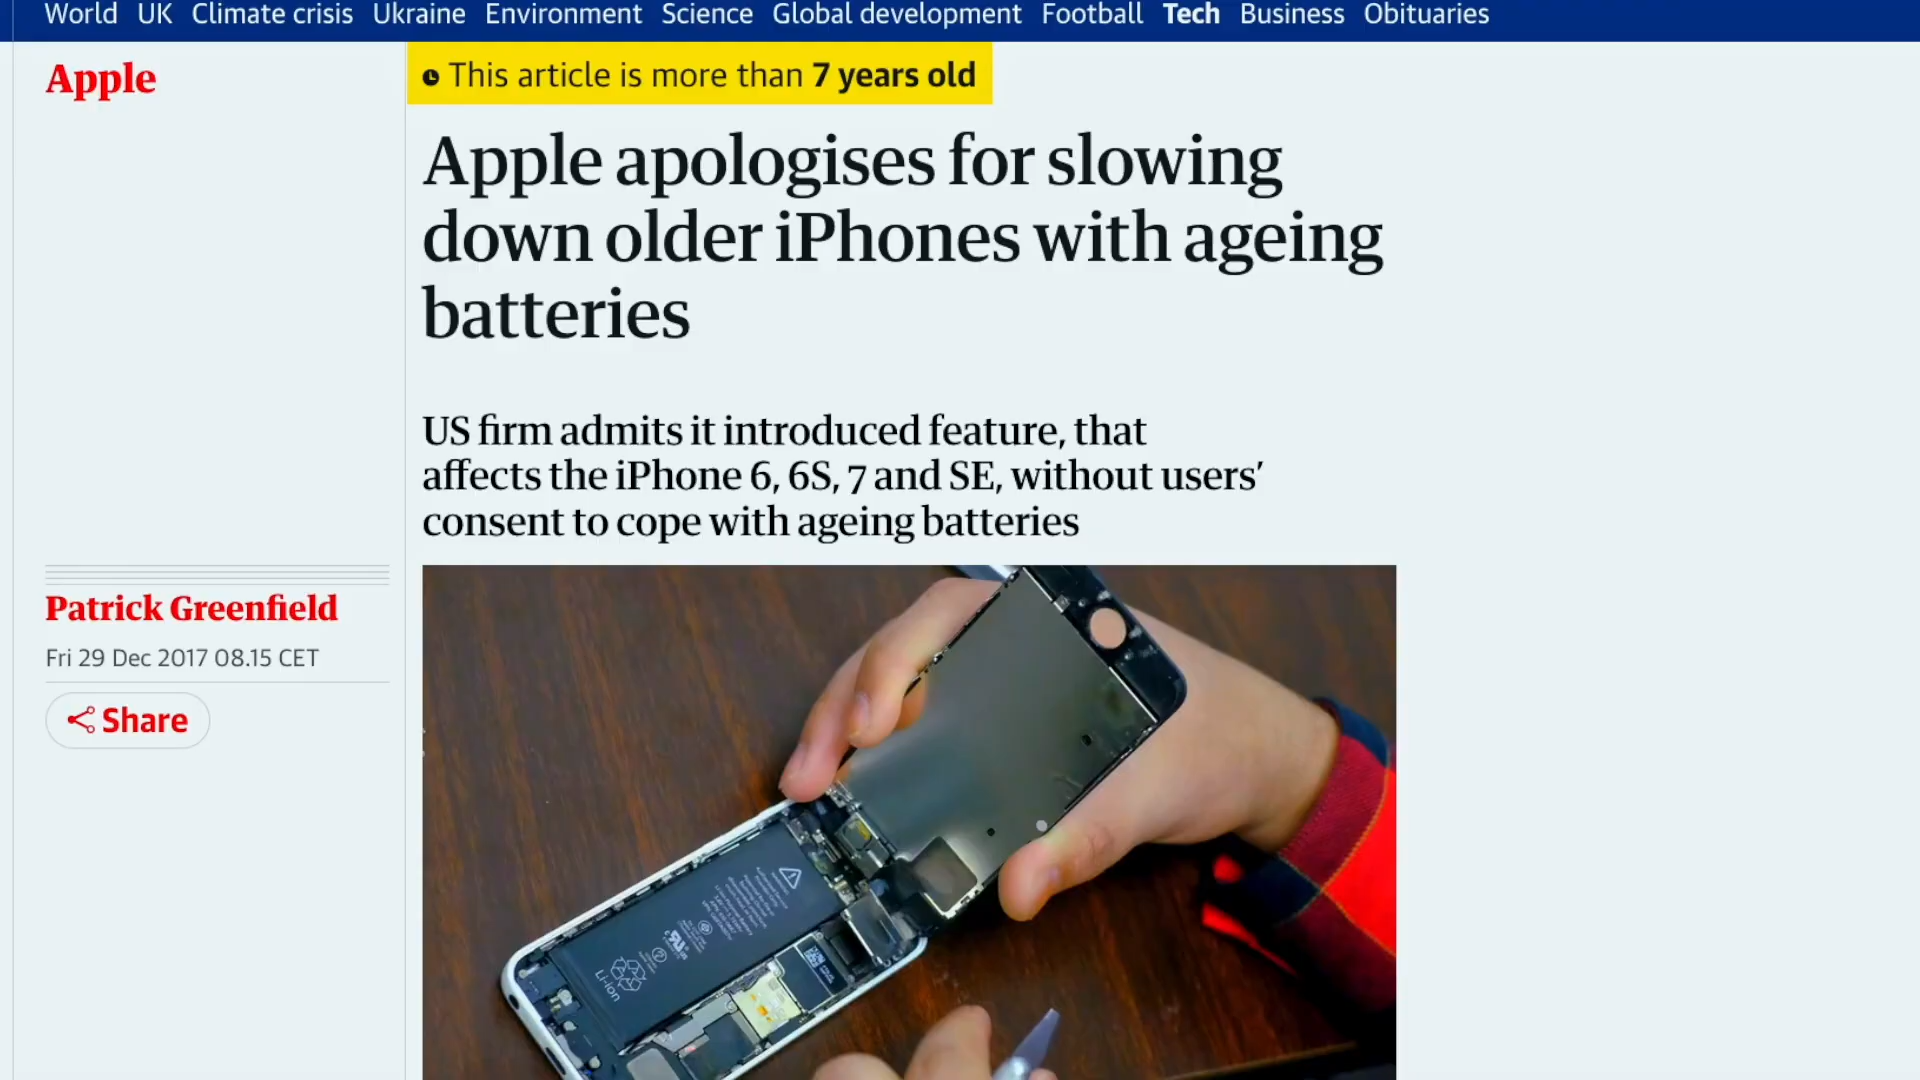 World UK Climate crisis Ukraine Environment Science Global development Football Tech Business Obituaries
Apple
This article is more than 7 years old
Apple apologises for slowing
down older iPhones with ageing
batteries
US firm admits it introduced feature, that
affects the iPhone 6, 6S, 7 and SE, without users’
consent to cope with ageing batteries
Patrick Greenfield
Fri 29 Dec 2017 08.15 CET
Share
Li-ion